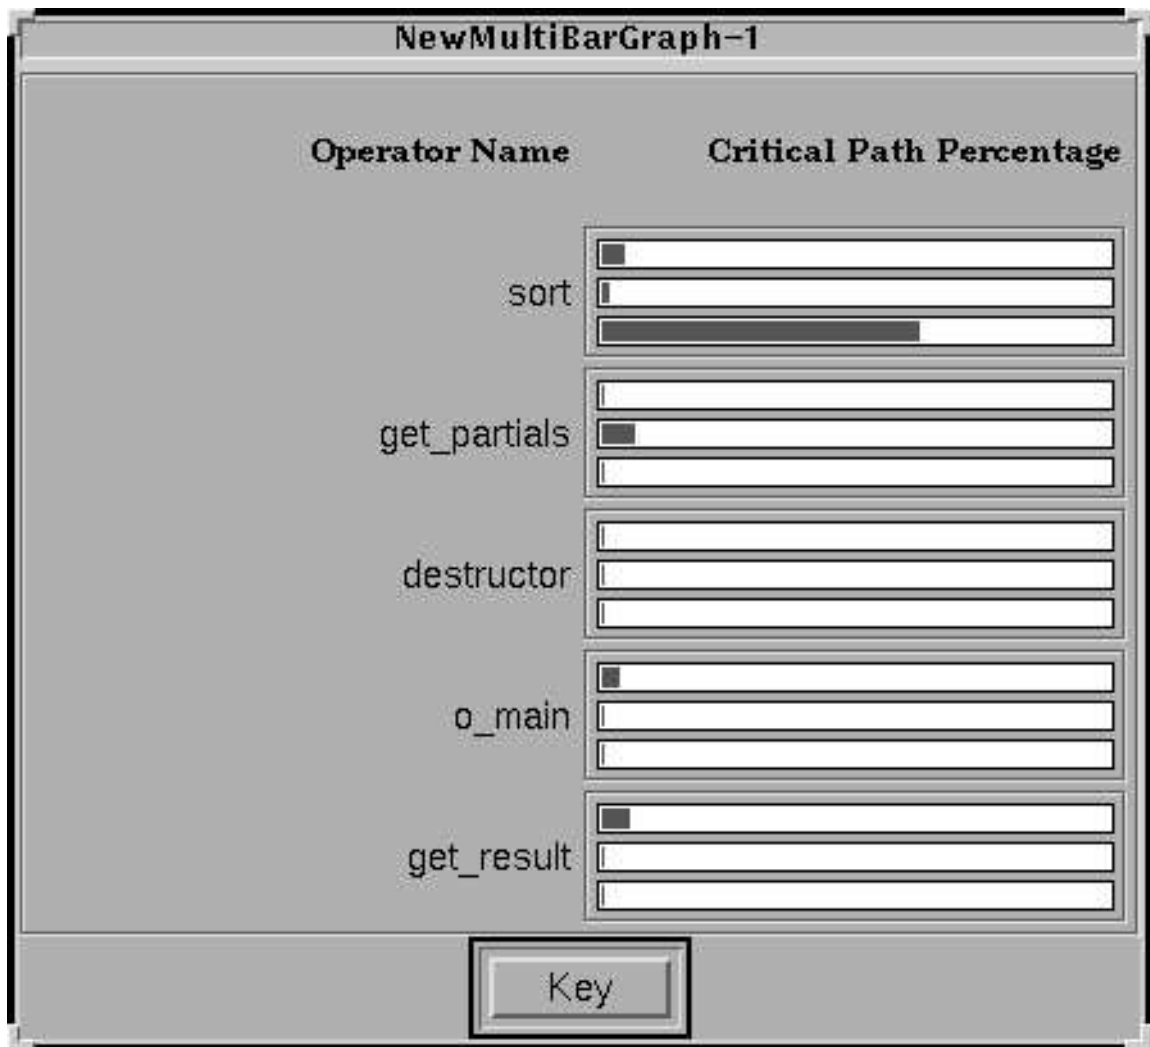 NewMultiBarGraph-1
Operator Name Critical Path Percentage
sort
get_partials
destructor
o_main
get_result
Key